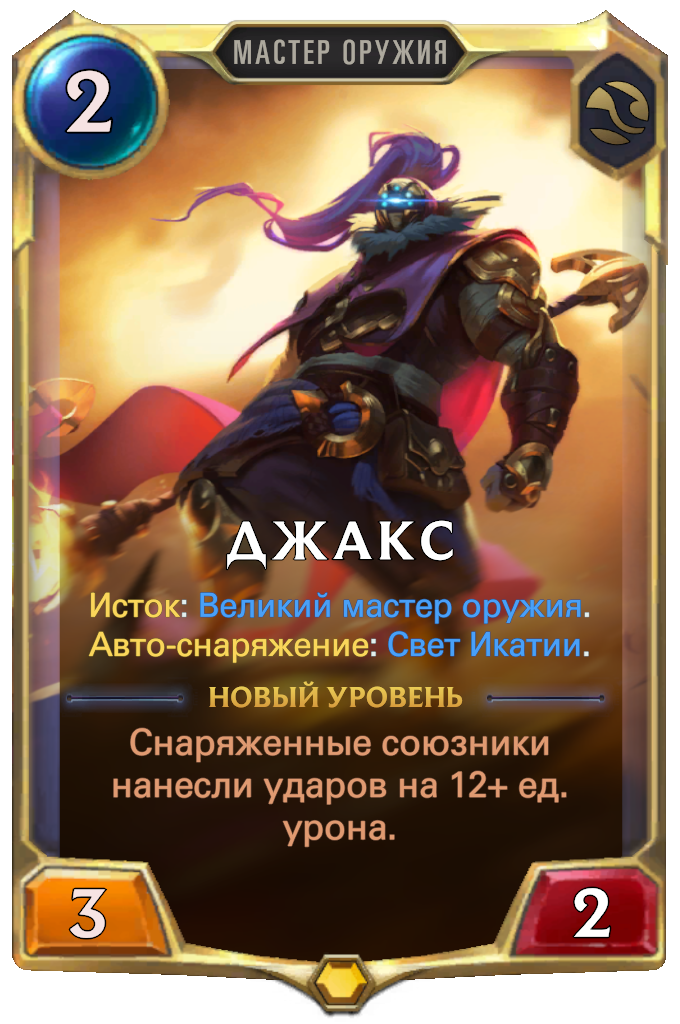 МАСТЕР ОРУЖИЯ
2
ДЖАКС
Исток: Великий мастер оружия.
Авто-снаряжение: Свет Икатии.
НОВЫЙ УРОВЕНЬ
Снаряженные союзники
нанесли ударов на 12+ ед.
урона.
3
2